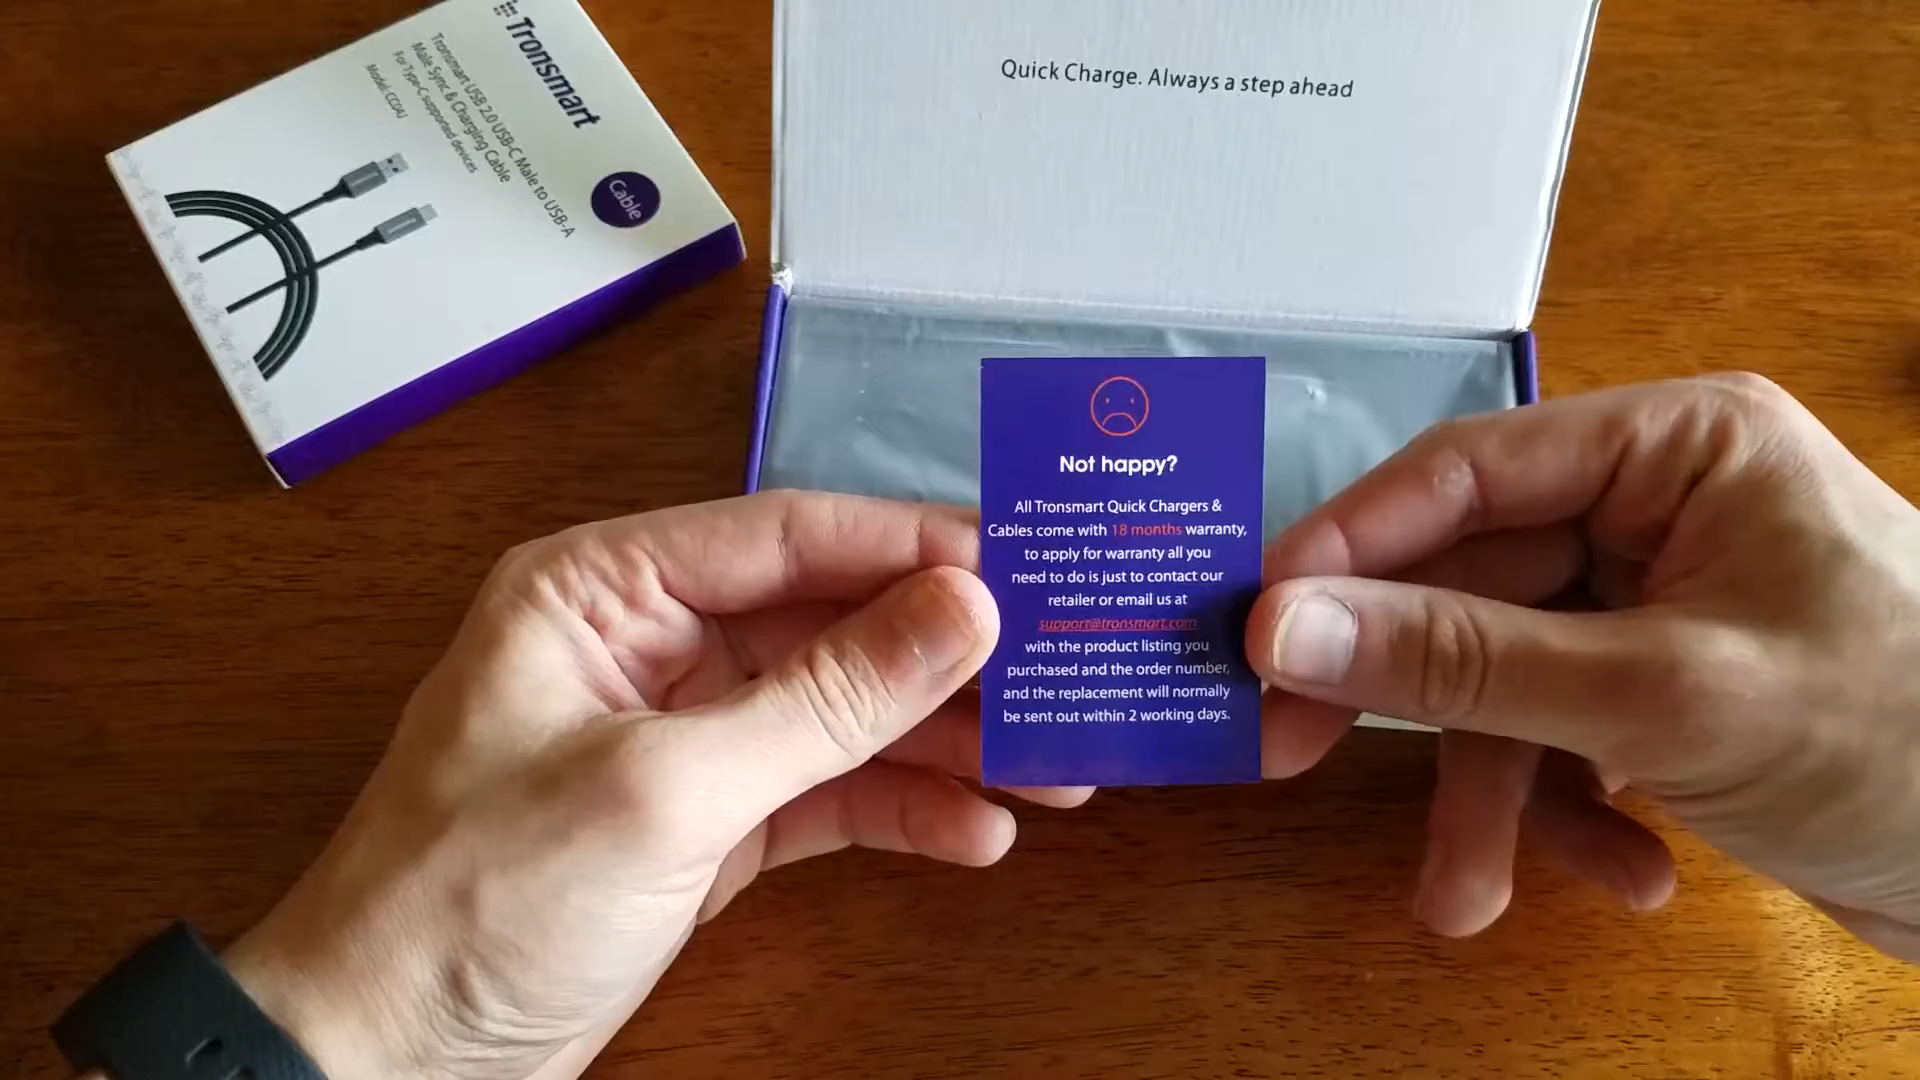 Tronsmart
Tronsmart USB 2.0 USB-C Male to USB-A
Male Sync & Charging Cable
For Type-C supported devices
Model:
Cable
Quick Charge. Always a step ahead
Not happy?
All Tronsmart Quick Chargers &
Cables come with 18 months warranty,
to apply for warranty all you
need to do is just to contact our
retailer or email us at
support@tronsmart.com
with the product listing you
purchased and the order number,
and the replacement will normally
be sent out within 2 working days.